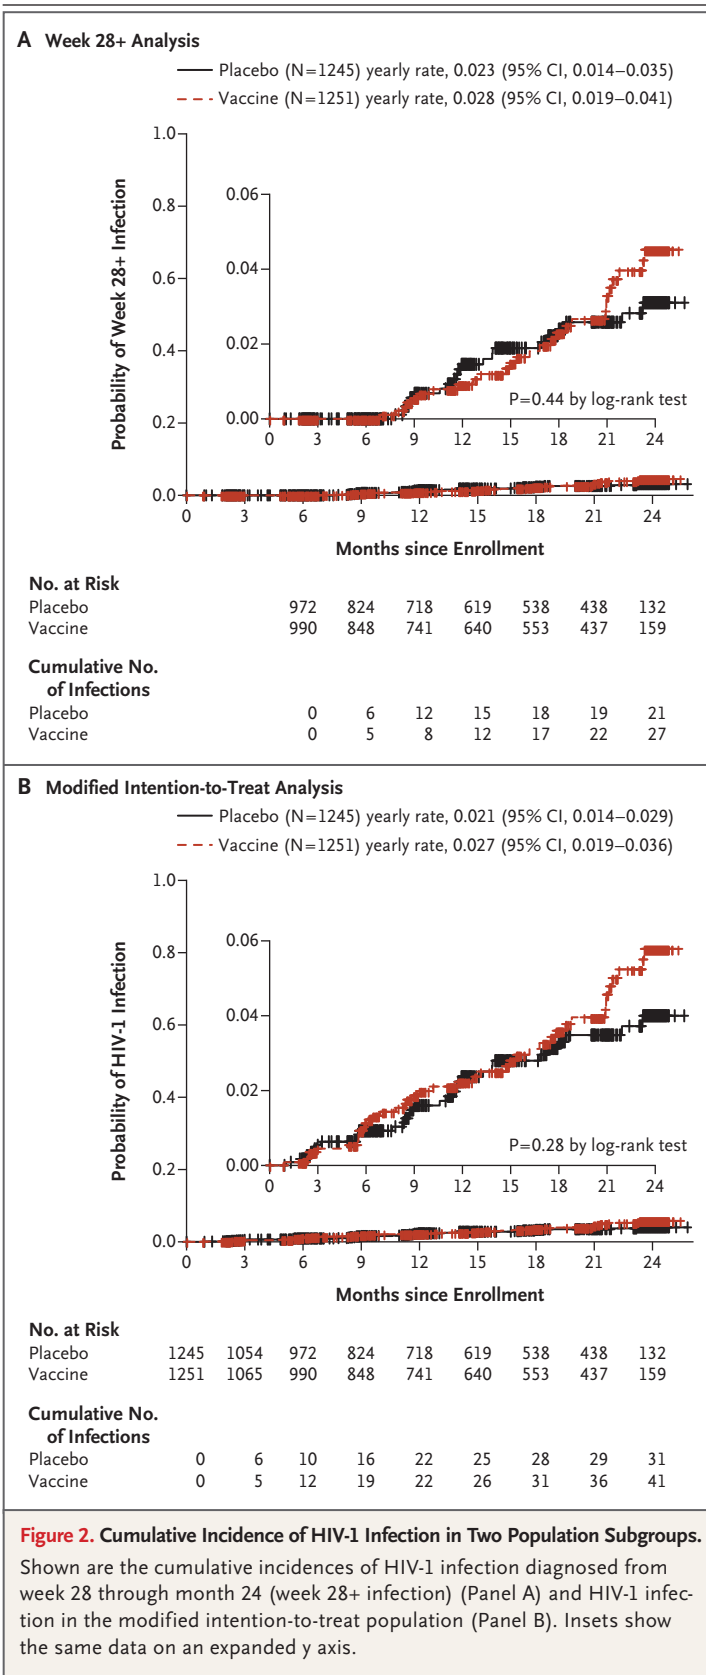 A Week 28+ Analysis
Placebo (N=1245) yearly rate, 0.023 (95% CI, 0.014–0.035)
Vaccine (N=1251) yearly rate, 0.028 (95% CI, 0.019–0.041)
Probability of Week 28+ Infection
1.0
0.8
0.6
0.4
0.2
0.0
0.06
0.04
0.02
0.00
P=0.44 by log-rank test
0 3 6 9 12 15 18 21 24
0 3 6 9 12 15 18 21 24
Months since Enrollment
No. at Risk
Placebo 972 824 718 619 538 438 132
Vaccine 990 848 741 640 553 437 159
Cumulative No.
of Infections
Placebo 0 6 12 15 18 19 21
Vaccine 0 5 8 12 17 22 27
B Modified Intention-to-Treat Analysis
Placebo (N=1245) yearly rate, 0.021 (95% CI, 0.014–0.029)
Vaccine (N=1251) yearly rate, 0.027 (95% CI, 0.019–0.036)
Probability of HIV-1 Infection
1.0
0.8
0.6
0.4
0.2
0.0
0.06
0.04
0.02
0.00
P=0.28 by log-rank test
0 3 6 9 12 15 18 21 24
0 3 6 9 12 15 18 21 24
Months since Enrollment
No. at Risk
Placebo 1245 1054 972 824 718 619 538 438 132
Vaccine 1251 1065 990 848 741 640 553 437 159
Cumulative No.
of Infections
Placebo 0 6 10 16 22 25 28 29 31
Vaccine 0 5 12 19 22 26 31 36 41
Figure 2. Cumulative Incidence of HIV-1 Infection in Two Population Subgroups.
Shown are the cumulative incidences of HIV-1 infection diagnosed from
week 28 through month 24 (week 28+ infection) (Panel A) and HIV-1 infec-
tion in the modified intention-to-treat population (Panel B). Insets show
the same data on an expanded y axis.